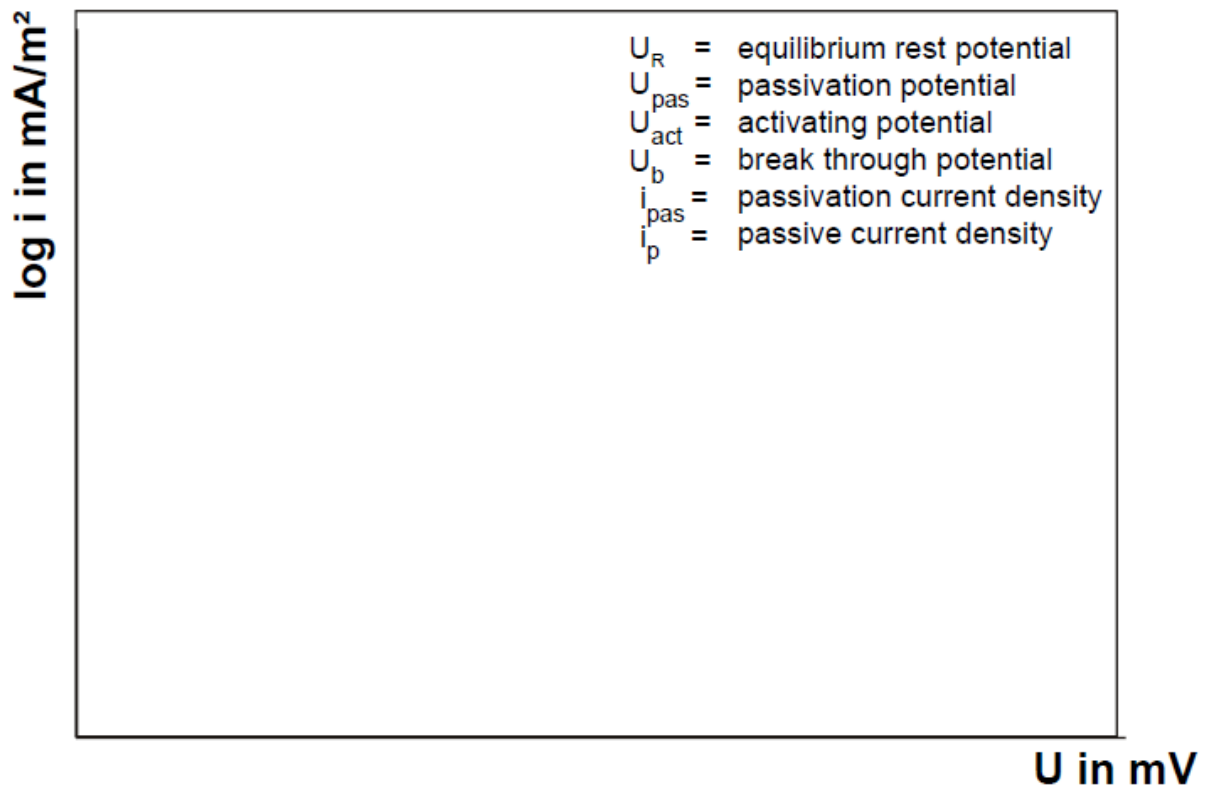 log i in mA/m²
U_R = equilibrium rest potential
U_pas = passivation potential
U_act = activating potential
U_b = break through potential
i_pas = passivation current density
i_p = passive current density
U in mV